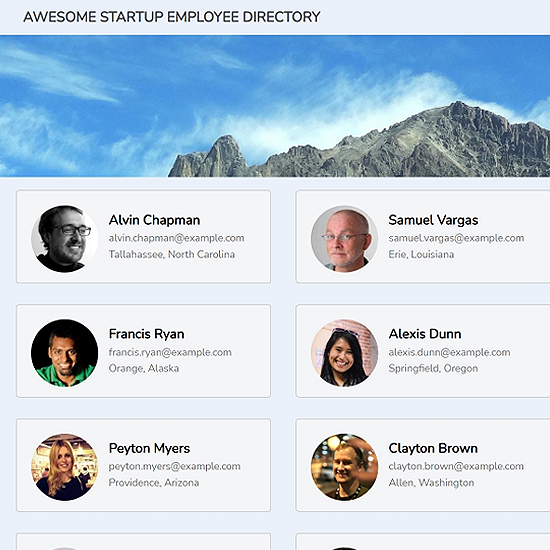 AWESOME STARTUP EMPLOYEE DIRECTORY
Alvin Chapman
alvin.chapman@example.com
Tallahassee, North Carolina
Samuel Vargas
samuel.vargas@example.com
Erie, Louisiana
Francis Ryan
francis.ryan@example.com
Orange, Alaska
Alexis Dunn
alexis.dunn@example.com
Springfield, Oregon
Peyton Myers
peyton.myers@example.com
Providence, Arizona
Clayton Brown
clayton.brown@example.com
Allen, Washington